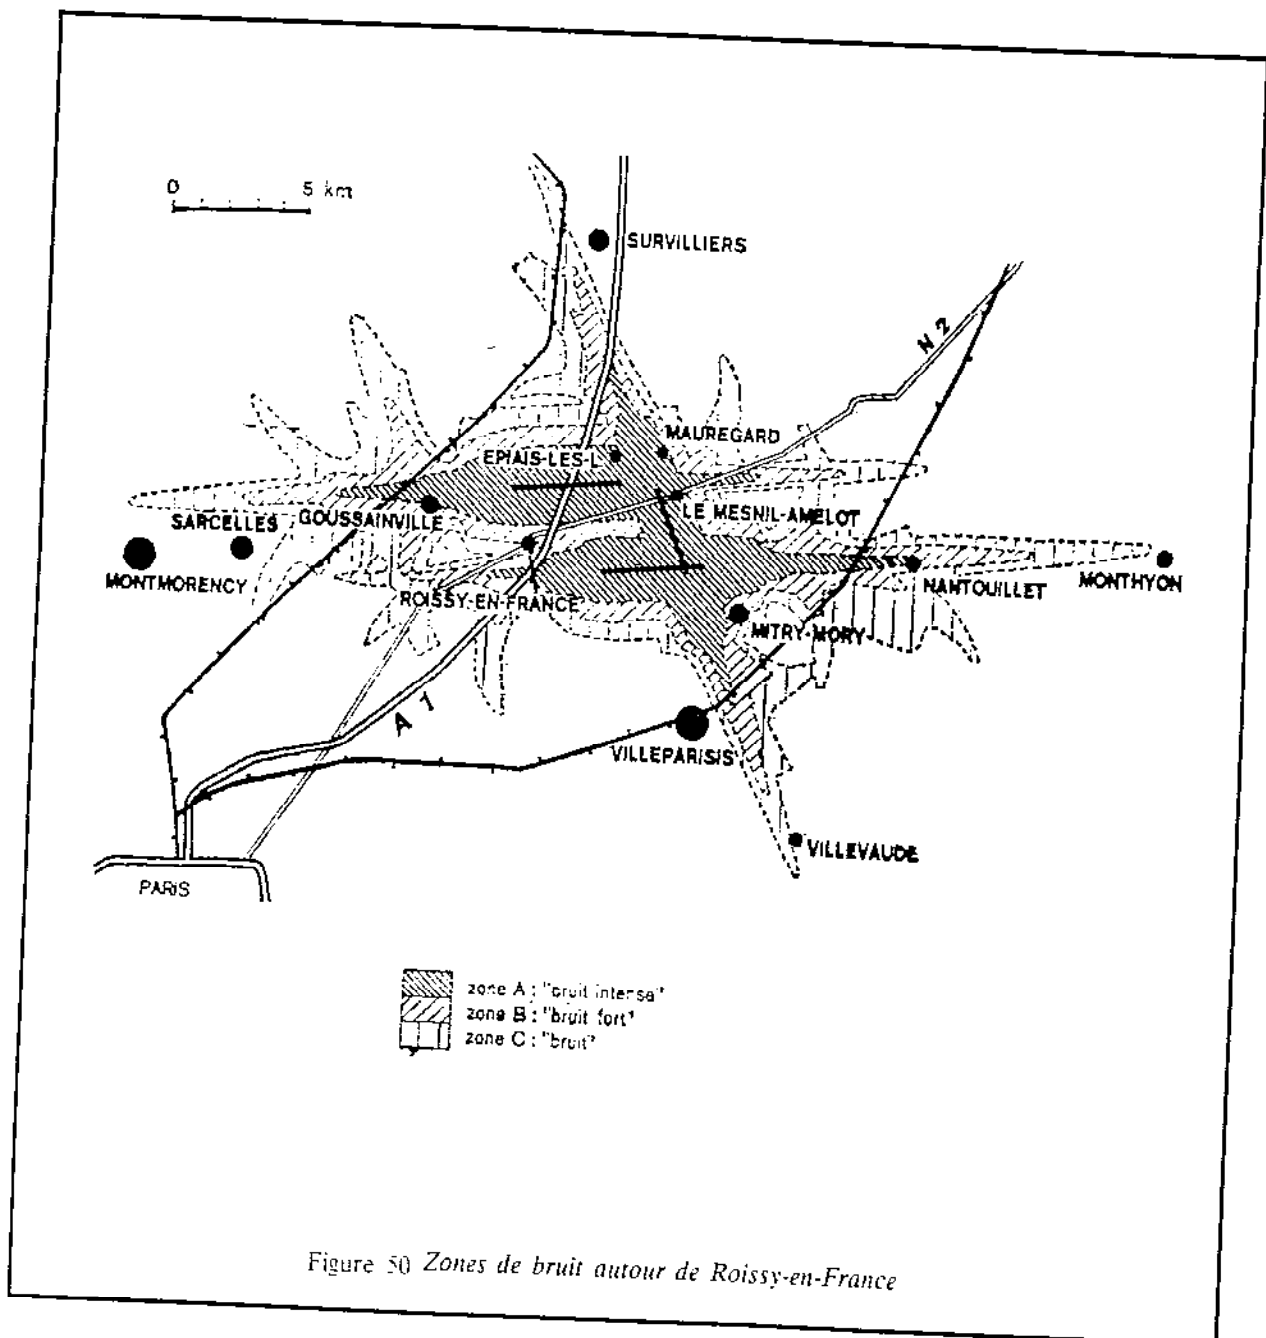 0 5 km
SURVILLIERS
N 2
MAUREGARD
EPIAIS-LES-L
LE MESNIL-AMELOT
GOUSSAINVILLE
SARCELLES
MONTMORENCY
ROISSY-EN-FRANCE
NANTOUILLET
MONTHYON
MITRY-MORY
A 1
VILLEPARISIS
VILLEVAUDE
PARIS
zone A : "bruit intense"
zone B : "bruit fort"
zone C : "bruit"
Figure 50 Zones de bruit autour de Roissy-en-France